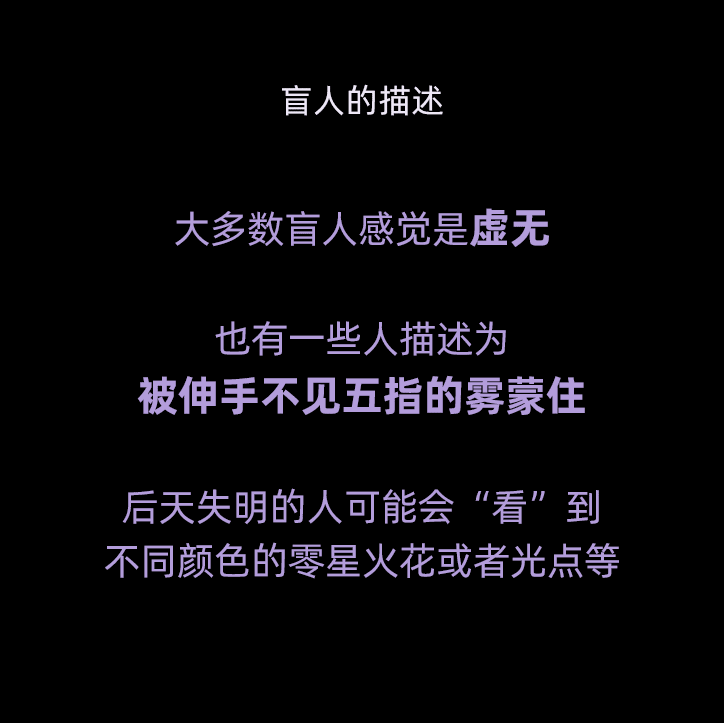 盲人的描述
大多数盲人感觉是虚无
也有一些人描述为
被伸手不见五指的雾蒙住
后天失明的人可能会“看”到
不同颜色的零星火花或者光点等